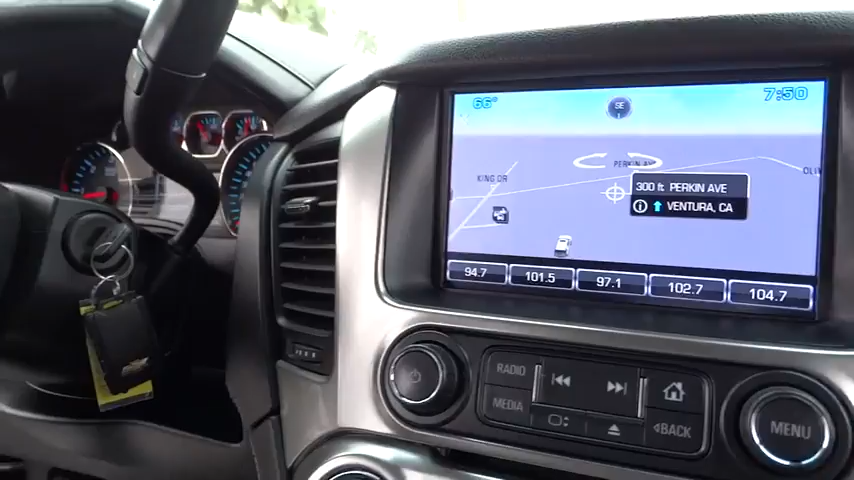 66°
SE
7:50
KING DR
PERKIN AV
300 ft. PERKIN AVE
VENTURA, CA
94.7 101.5 97.1 102.7 104.7
RADIO
MEDIA
BACK
MENU